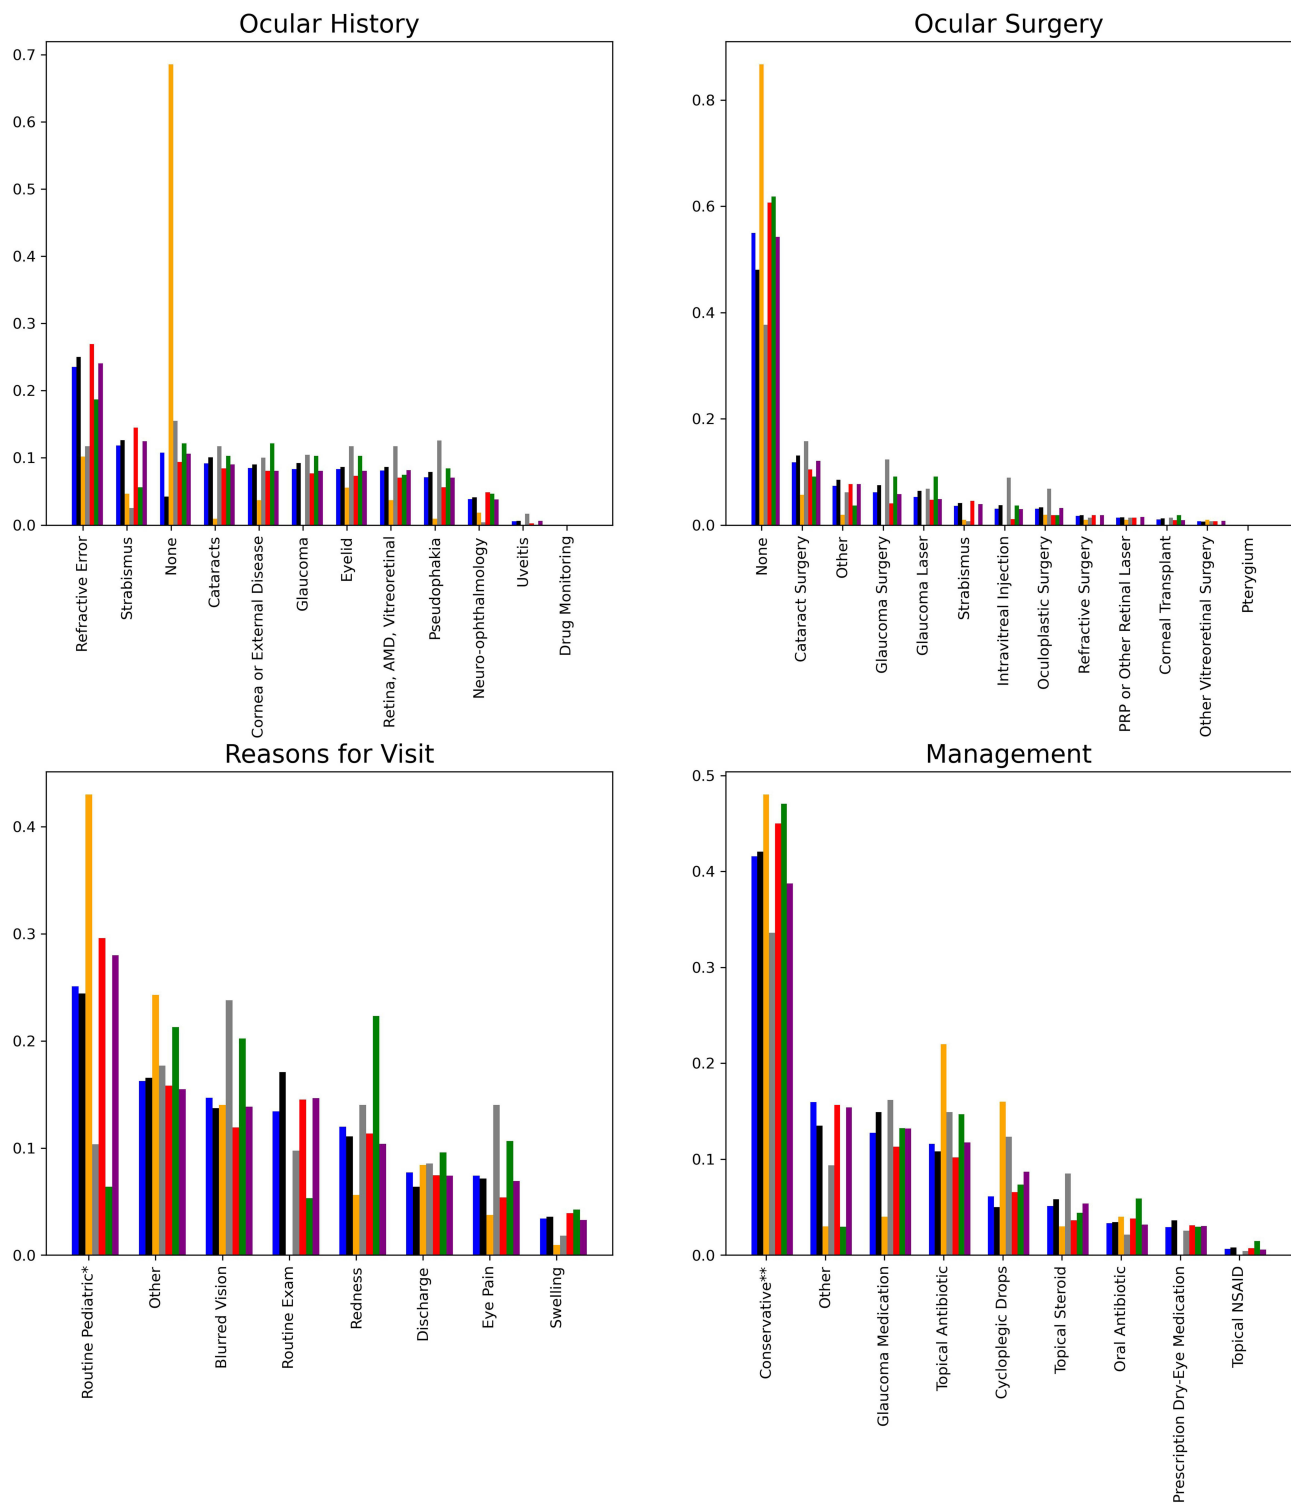 Ocular History
0.7
0.6
0.5
0.4
0.3
0.2
0.1
0.0
Refractive Error
Strabismus
None
Cataracts
Cornea or External Disease
Glaucoma
Eyelid
Retina, AMD, Vitreoretinal
Pseudophakia
Neuro-ophthalmology
Uveitis
Drug Monitoring
Ocular Surgery
0.8
0.6
0.4
0.2
0.0
None
Cataract Surgery
Other
Glaucoma Surgery
Glaucoma Laser
Strabismus
Intravitreal Injection
Oculoplastic Surgery
Refractive Surgery
PRP or Other Retinal Laser
Corneal Transplant
Other Vitreoretinal Surgery
Pterygium
Reasons for Visit
0.4
0.3
0.2
0.1
0.0
Routine Pediatric*
Other
Blurred Vision
Routine Exam
Redness
Discharge
Eye Pain
Swelling
Management
0.5
0.4
0.3
0.2
0.1
0.0
Conservative**
Other
Glaucoma Medication
Topical Antibiotic
Cycloplegic Drops
Topical Steroid
Oral Antibiotic
Prescription Dry-Eye Medication
Topical NSAID